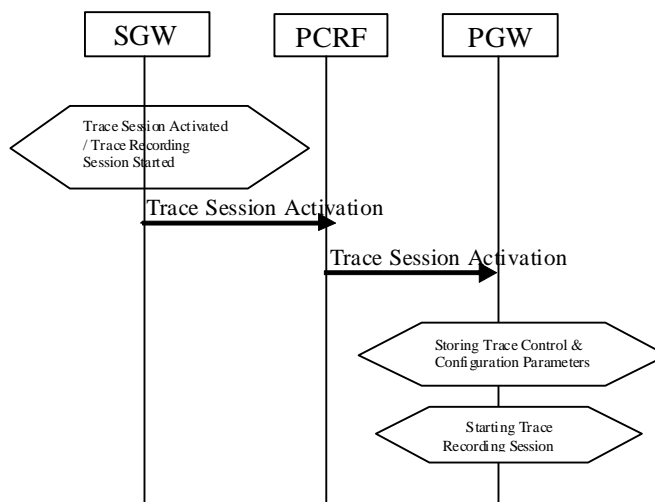 SGW
PCRF
PGW
Trace Session Activated
/ Trace Recording
Session Started
Trace Session Activation
Trace Session Activation
Storing Trace Control &
Configuration Parameters
Starting Trace
Recording Session